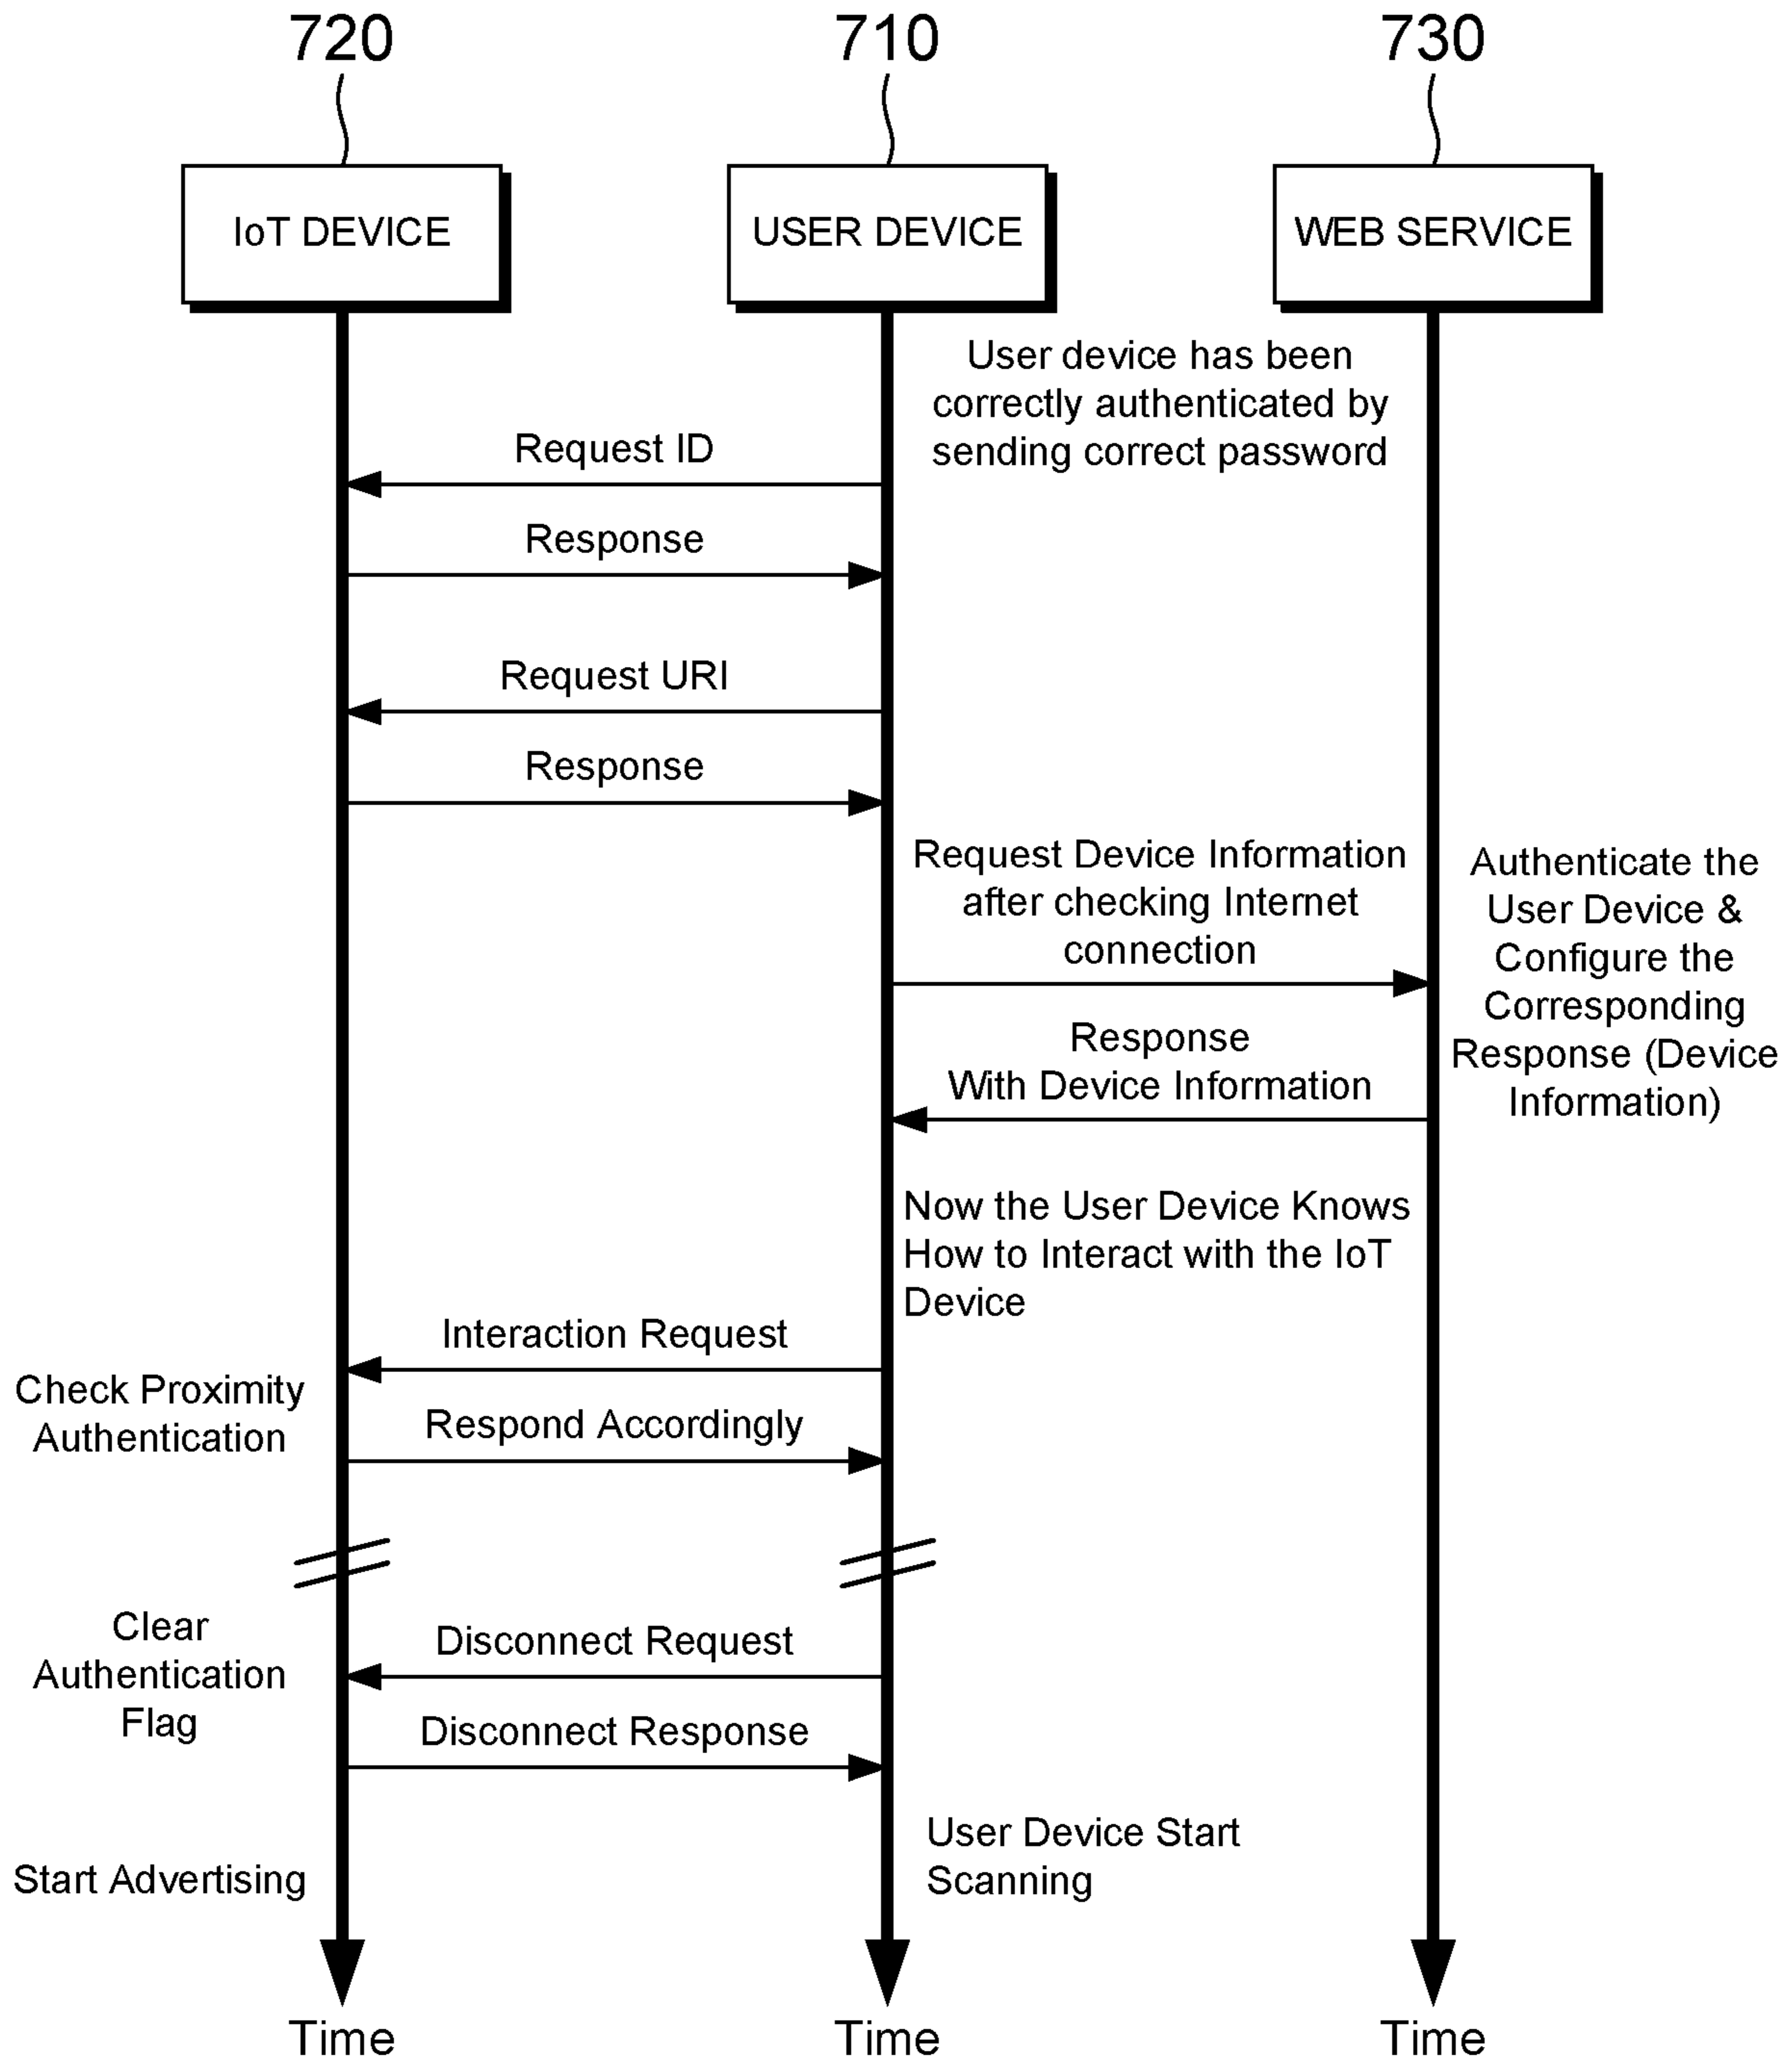 720
710
730
IoT DEVICE
USER DEVICE
WEB SERVICE
User device has been
correctly authenticated by
sending correct password
Request ID
Response
Request URI
Response
Request Device Information
after checking Internet
connection
Authenticate the
User Device &
Configure the
Corresponding
Response (Device
Information)
Response
With Device Information
Now the User Device Knows
How to Interact with the IoT
Device
Interaction Request
Check Proximity
Authentication
Respond Accordingly
Clear
Authentication
Flag
Disconnect Request
Disconnect Response
User Device Start
Scanning
Start Advertising
Time
Time
Time